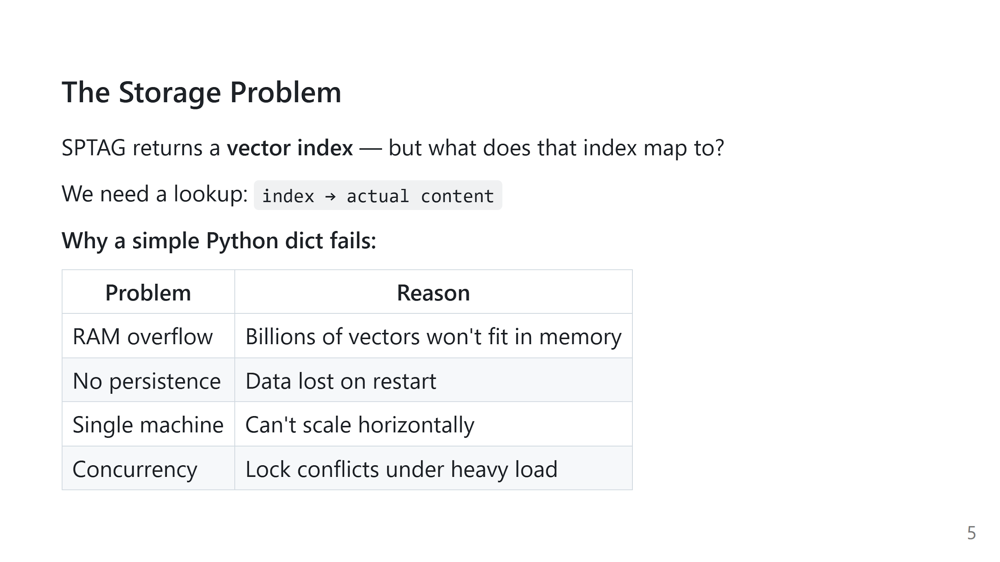 The Storage Problem
SPTAG returns a vector index — but what does that index map to?
We need a lookup: index → actual content
Why a simple Python dict fails:
Problem Reason
RAM overflow Billions of vectors won't fit in memory
No persistence Data lost on restart
Single machine Can't scale horizontally
Concurrency Lock conflicts under heavy load
5